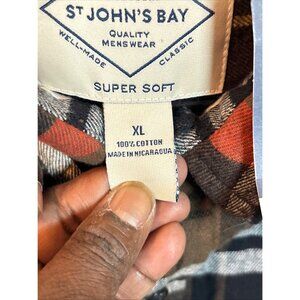 ST JOHN'S BAY
QUALITY
MENSWEAR
WELL-MADE
CLASSIC
SUPER SOFT
XL
100% COTTON
MADE IN NICARAGUA